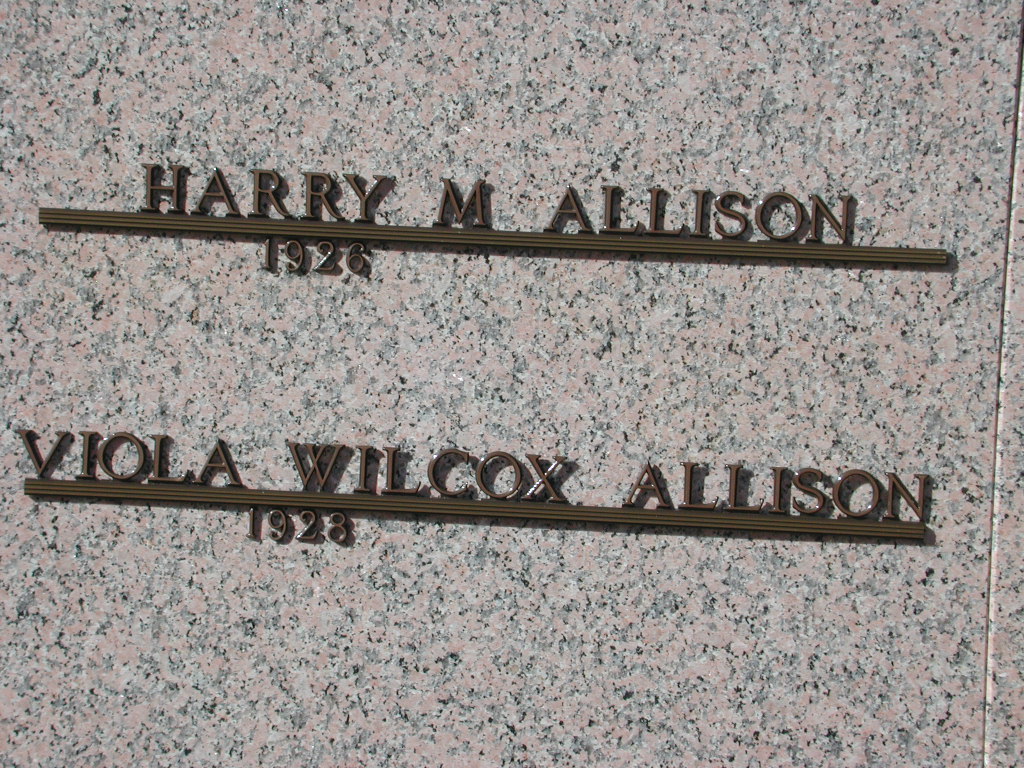 HARRY M ALLISON
1926
VIOLA WILCOX ALLISON
1928